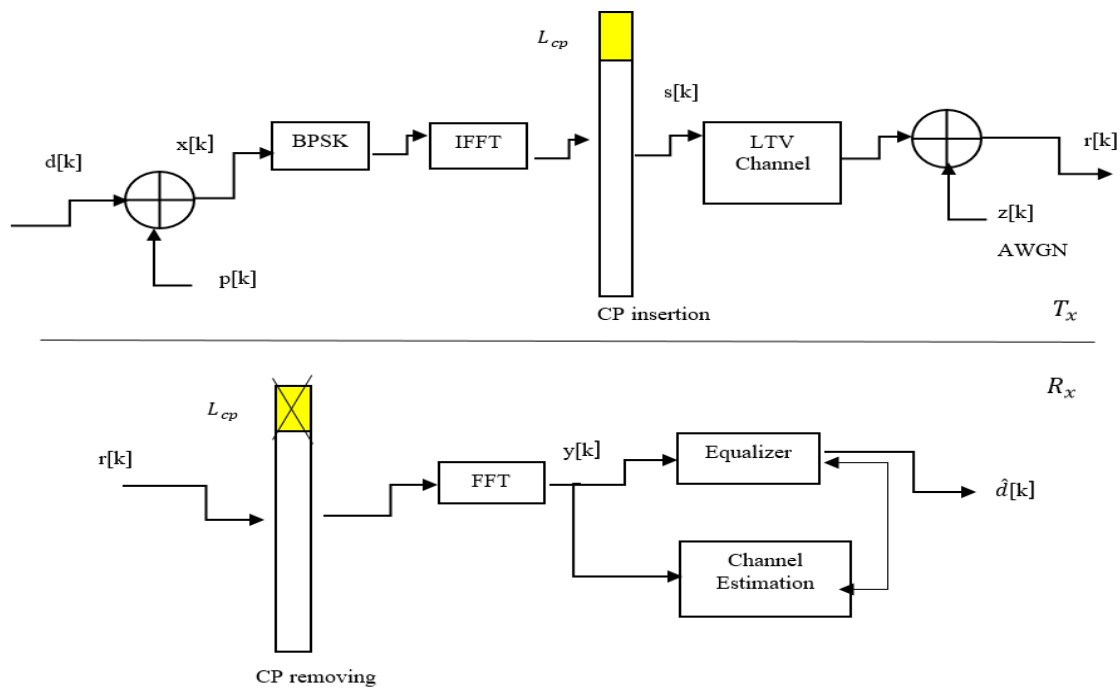 L_cp
s[k]
x[k]
BPSK
IFFT
LTV
Channel
r[k]
d[k]
z[k]
AWGN
p[k]
CP insertion
T_x
R_x
L_cp
r[k]
y[k]
Equalizer
FFT
d̂[k]
Channel
Estimation
CP removing